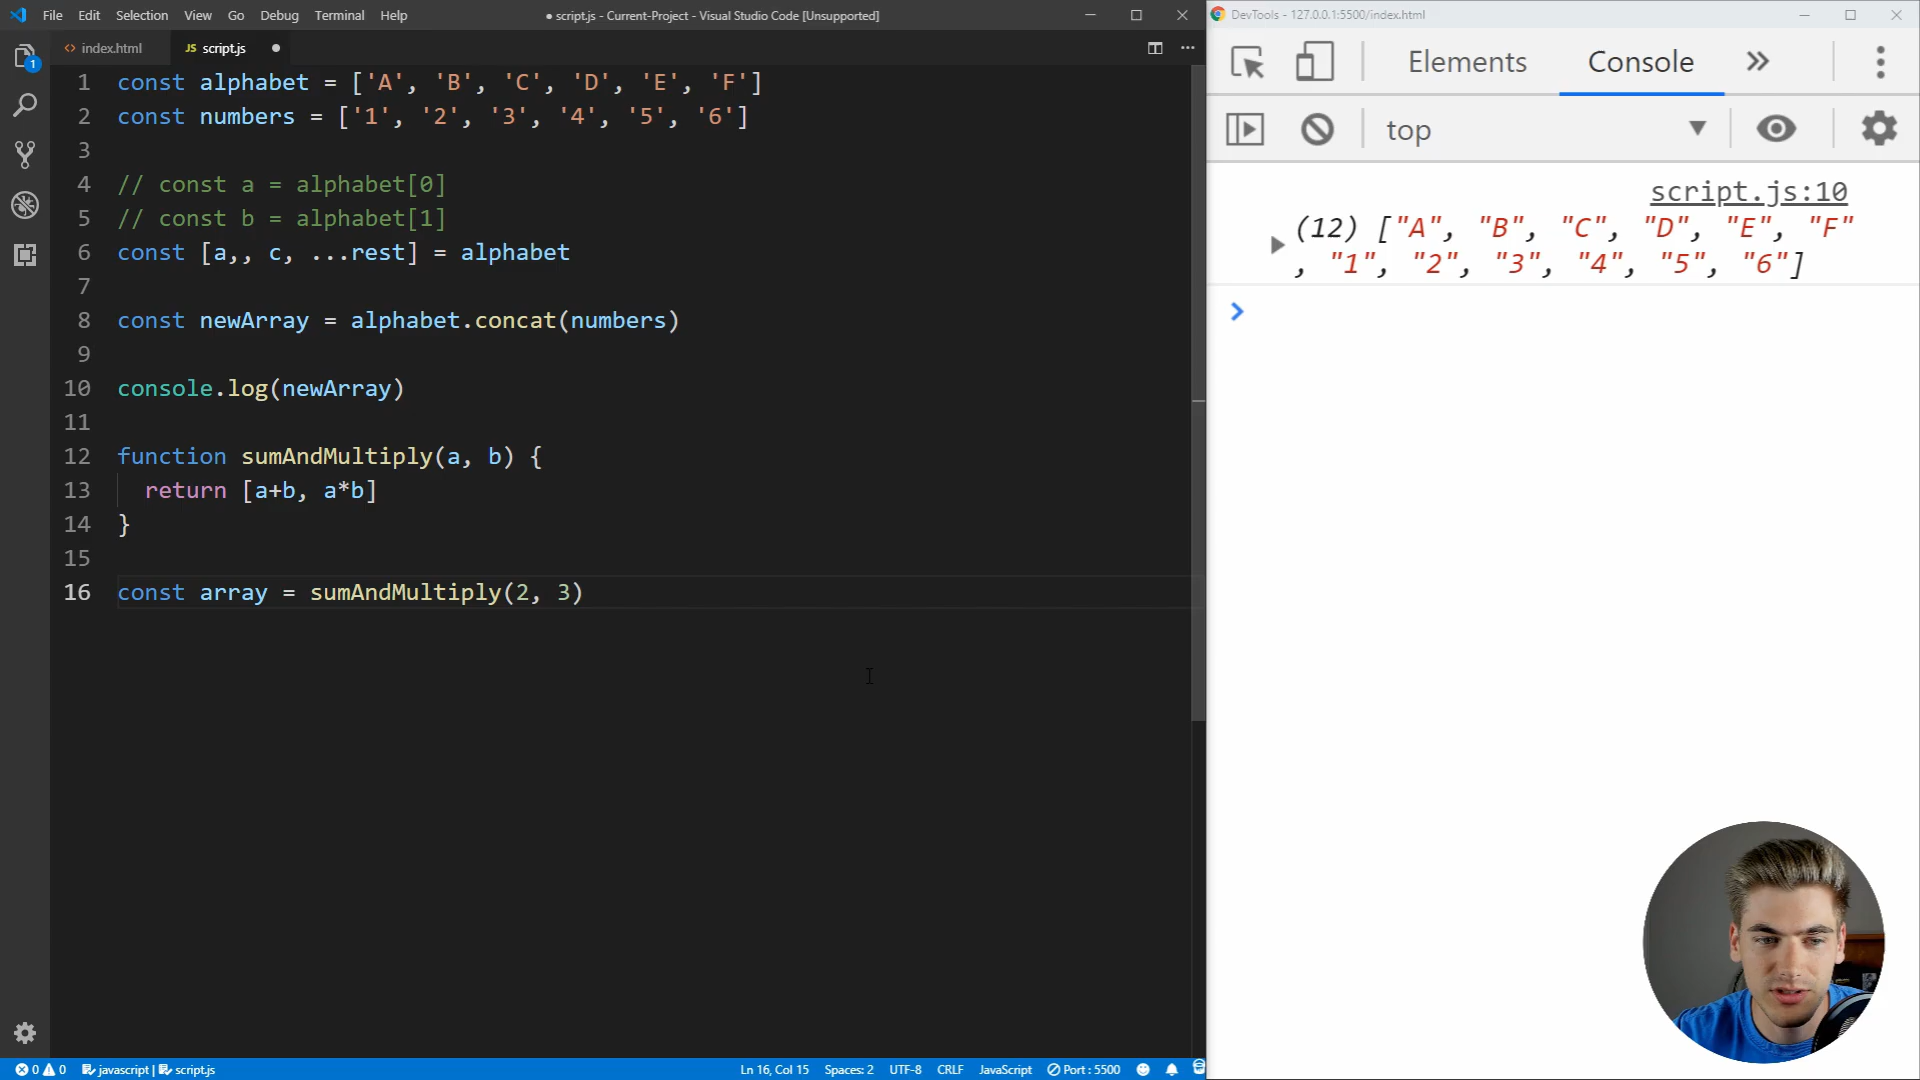 File Edit Selection View Go Debug Terminal Help
● script.js - Current-Project - Visual Studio Code [Unsupported]
<> index.html
JS script.js ●
1 const alphabet = ['A', 'B', 'C', 'D', 'E', 'F']
2 const numbers = ['1', '2', '3', '4', '5', '6']
3
4 // const a = alphabet[0]
5 // const b = alphabet[1]
6 const [a,, c, ...rest] = alphabet
7
8 const newArray = alphabet.concat(numbers)
9
10 console.log(newArray)
11
12 function sumAndMultiply(a, b) {
13 return [a+b, a*b]
14 }
15
16 const array = sumAndMultiply(2, 3)
1
0 0 javascript | script.js
Ln 16, Col 15 Spaces: 2 UTF-8 CRLF JavaScript Port : 5500
DevTools - 127.0.0.1:5500/index.html
Elements Console »
top
script.js:10
(12) ["A", "B", "C", "D", "E", "F"
, "1", "2", "3", "4", "5", "6"]